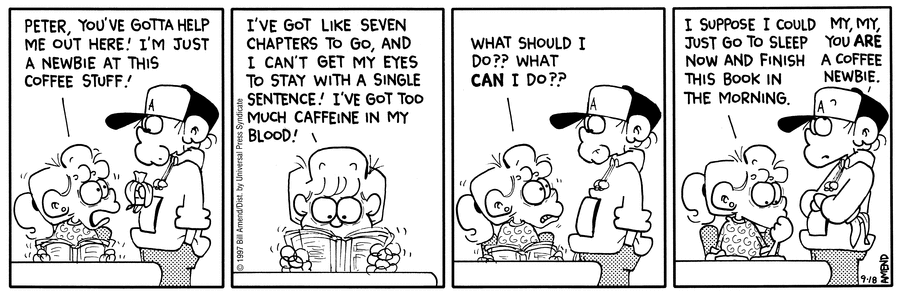 PETER, YOU'VE GOTTA HELP
ME OUT HERE! I'M JUST
A NEWBIE AT THIS
COFFEE STUFF!
A
I'VE GOT LIKE SEVEN
CHAPTERS TO GO, AND
I CAN'T GET MY EYES
TO STAY WITH A SINGLE
SENTENCE! I'VE GOT TOO
MUCH CAFFEINE IN MY
BLOOD!
© 1997 Bill Amend/Dist. by Universal Press Syndicate
WHAT SHOULD I
DO?? WHAT
CAN I DO??
A
I SUPPOSE I COULD
JUST GO TO SLEEP
NOW AND FINISH
THIS BOOK IN
THE MORNING.
MY, MY,
YOU ARE
A COFFEE
NEWBIE.
A
9-18
AMEND